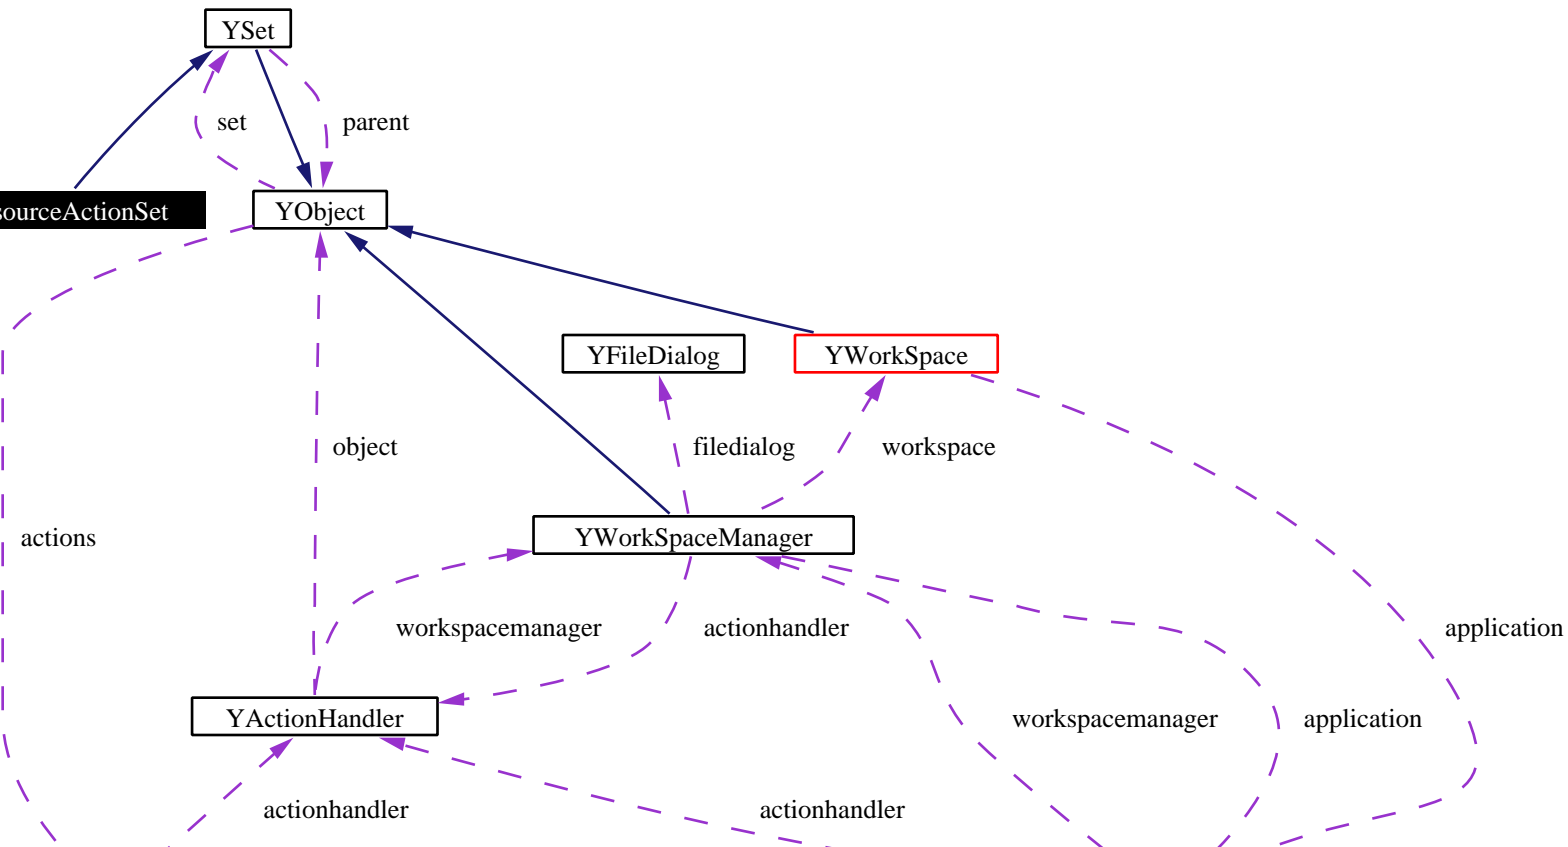 YSet
set
parent
sourceActionSet
YObject
YFileDialog
YWorkSpace
object
filedialog
workspace
actions
YWorkSpaceManager
workspacemanager
actionhandler
application
YActionHandler
workspacemanager
application
actionhandler
actionhandler